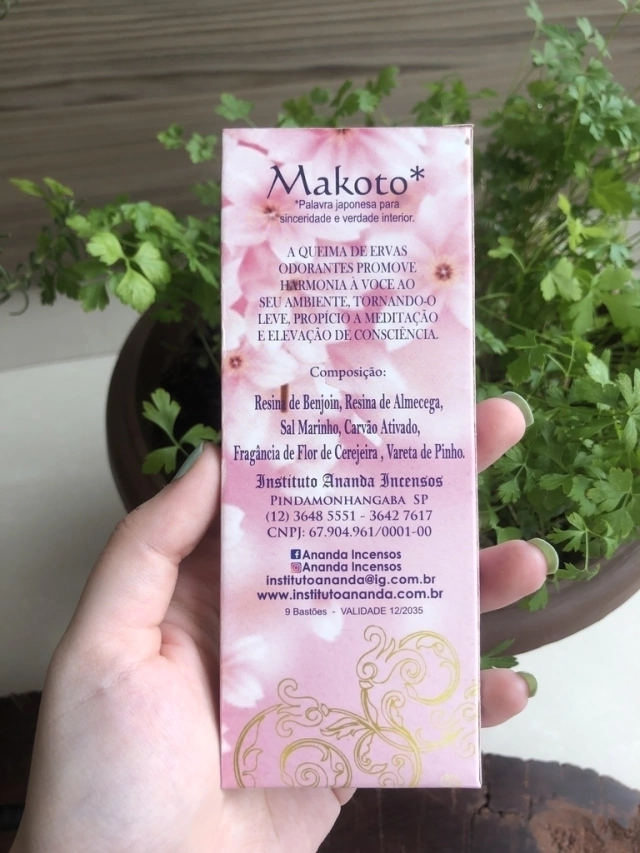 Makoto*
*Palavra japonesa para
sinceridade e verdade interior.
A QUEIMA DE ERVAS
ODORANTES PROMOVE
HARMONIA À VOCE AO
SEU AMBIENTE, TORNANDO-O
LEVE, PROPÍCIO A MEDITAÇÃO
E ELEVAÇÃO DE CONSCIÊNCIA.
Composição:
Resina de Benjoin, Resina de Almecega,
Sal Marinho, Carvão Ativado,
Fragância de Flor de Cerejeira , Vareta de Pinho.
Instituto Ananda Incensos
PINDAMONHANGABA SP
(12) 3648 5551 - 3642 7617
CNPJ: 67.904.961/0001-00
Ananda Incensos
Ananda Incensos
institutoananda@ig.com.br
www.institutoananda.com.br
9 Bastões - VALIDADE 12/2035